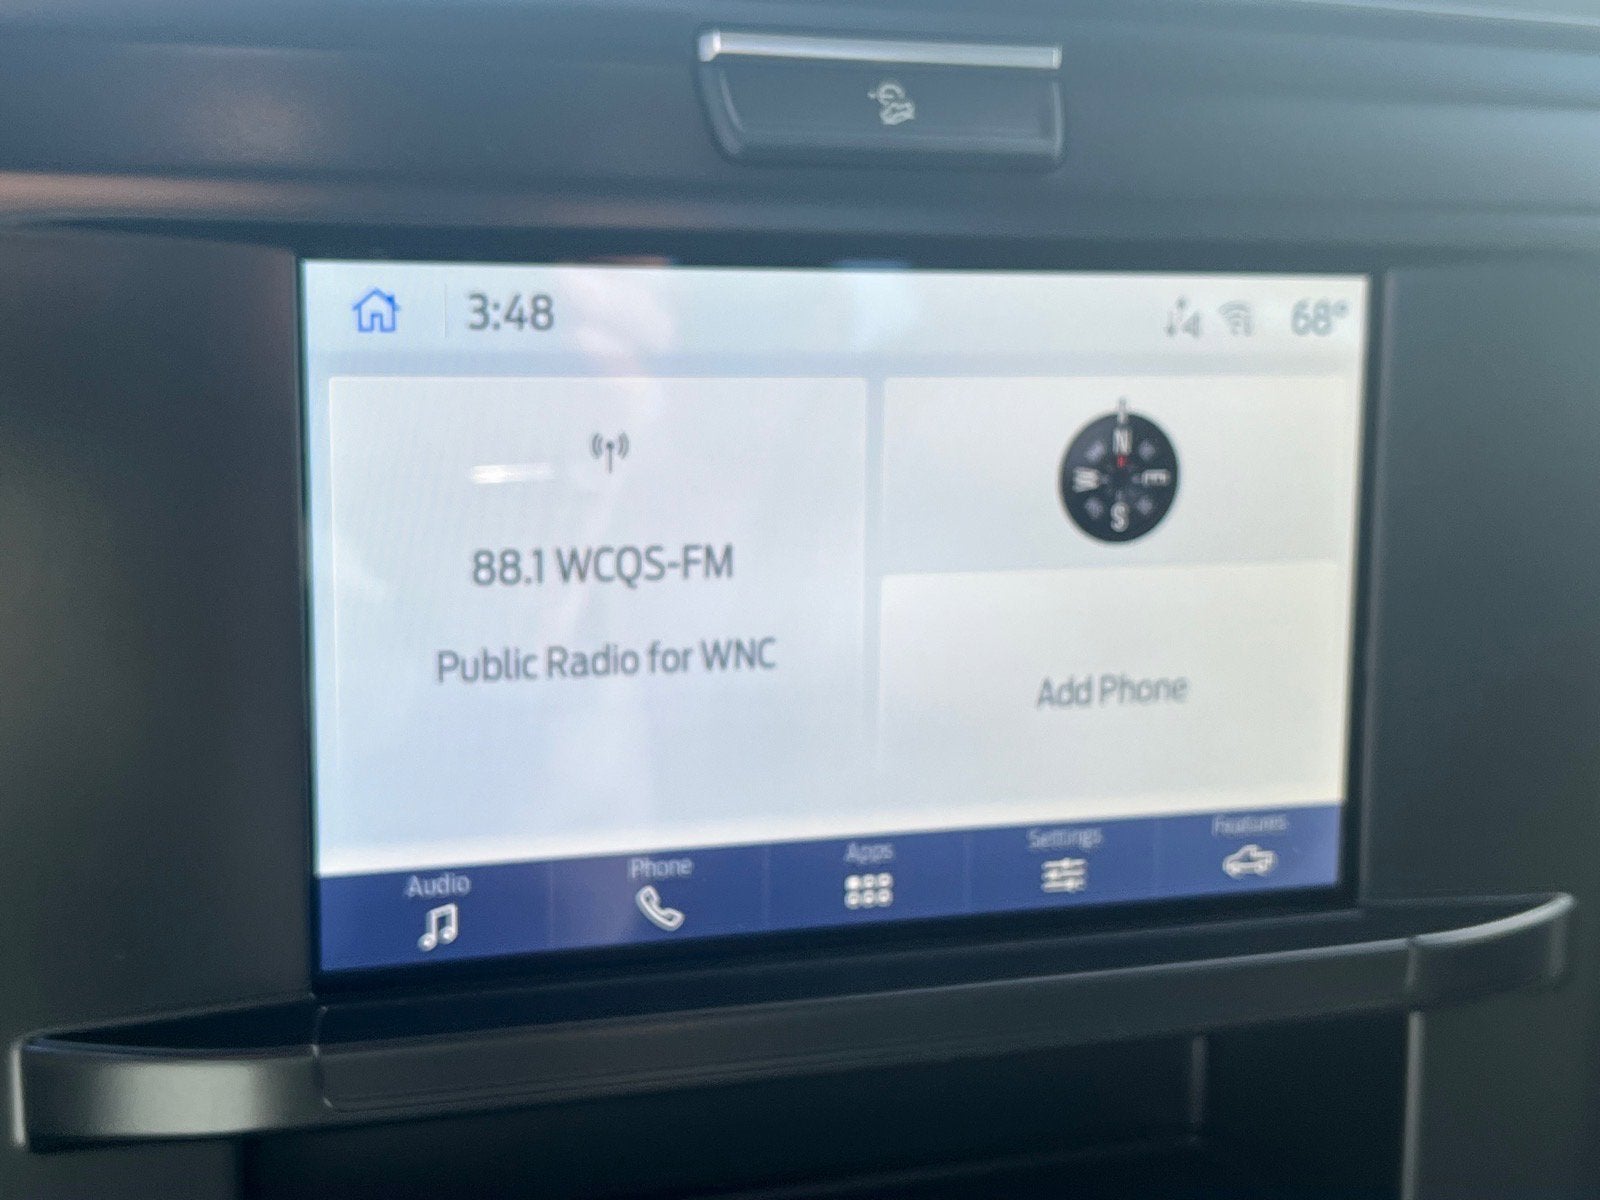 3:48
68°
88.1 WCQS-FM
Public Radio for WNC
N
W E
S
Add Phone
Audio
Phone
Apps
Settings
Features